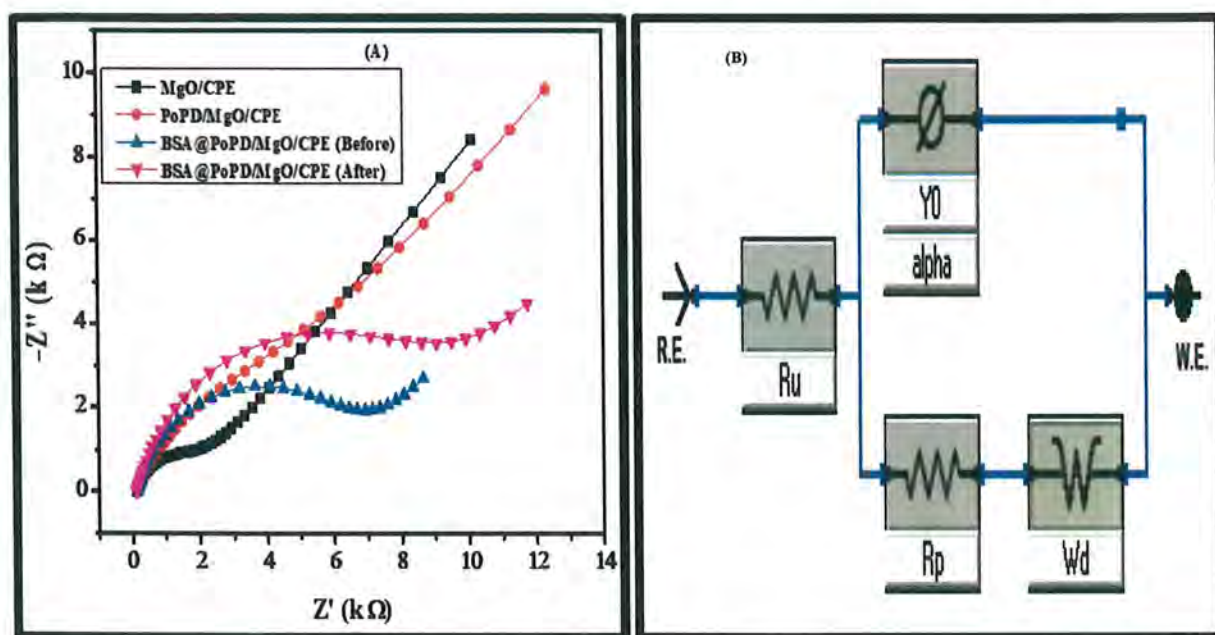 (A)
MgO/CPE
PoPD/MgO/CPE
BSA@PoPD/MgO/CPE (Before)
BSA@PoPD/MgO/CPE (After)
−Z'' (k Ω)
10
8
6
4
2
0
0 2 4 6 8 10 12 14
Z' (k Ω)
(B)
Y0
alpha
R.E.
Ru
W.E.
Rp
Wd